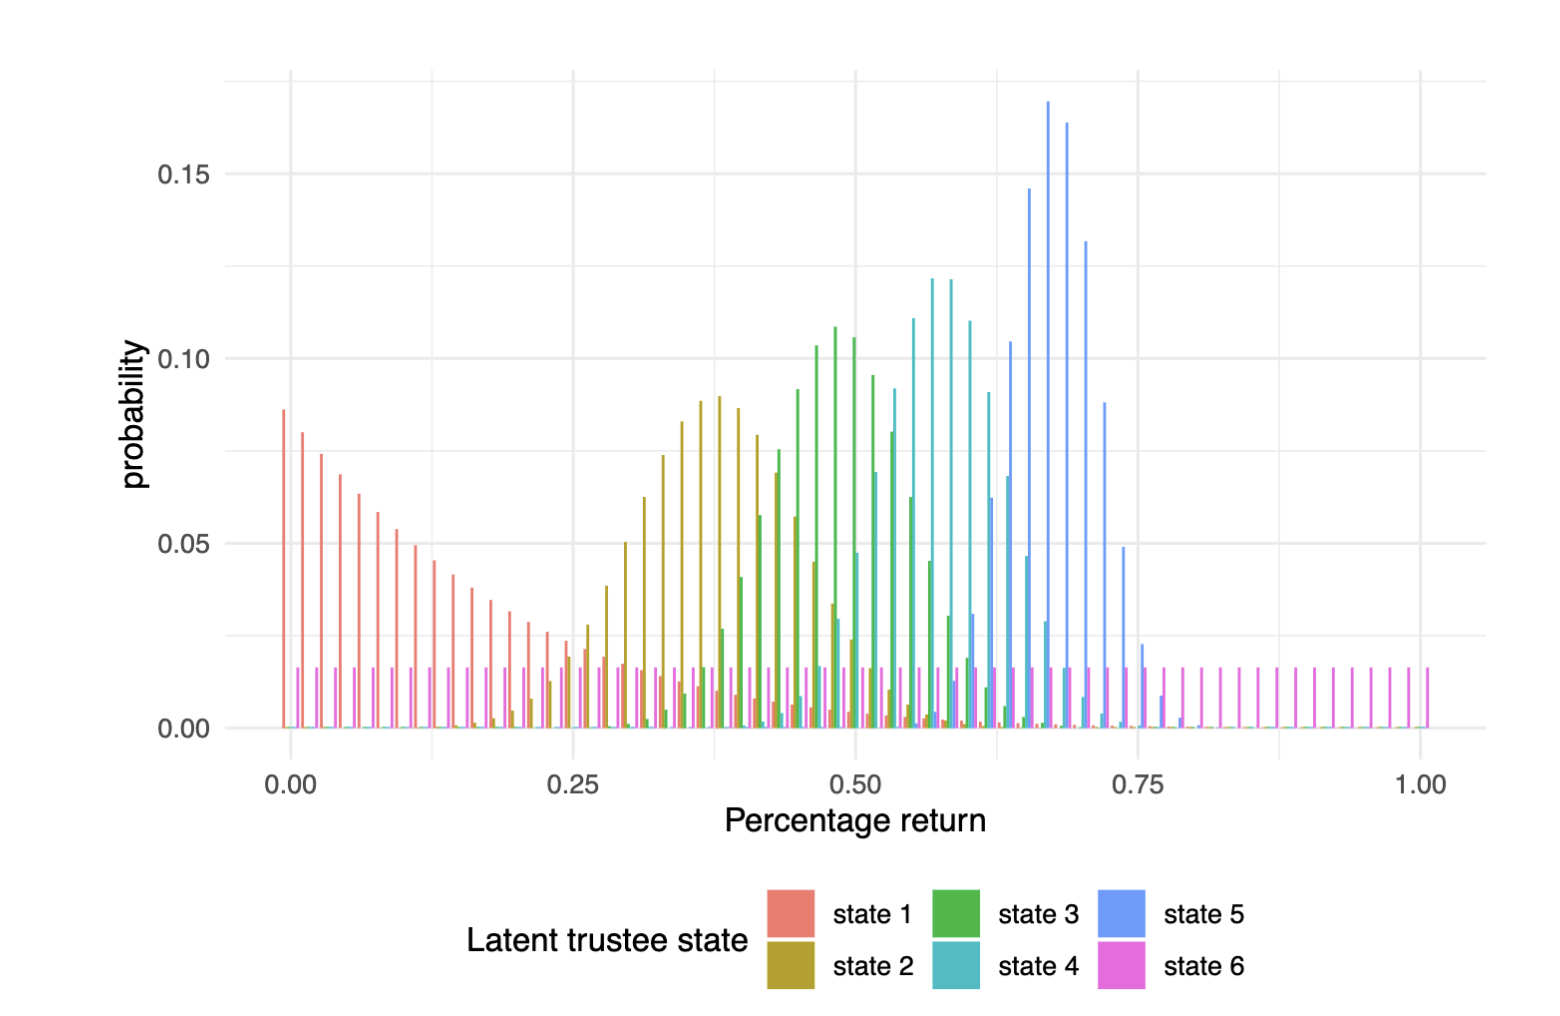 0.15
0.10
0.05
0.00
probability
0.00 0.25 0.50 0.75 1.00
Percentage return
Latent trustee state
state 1 state 3 state 5
state 2 state 4 state 6